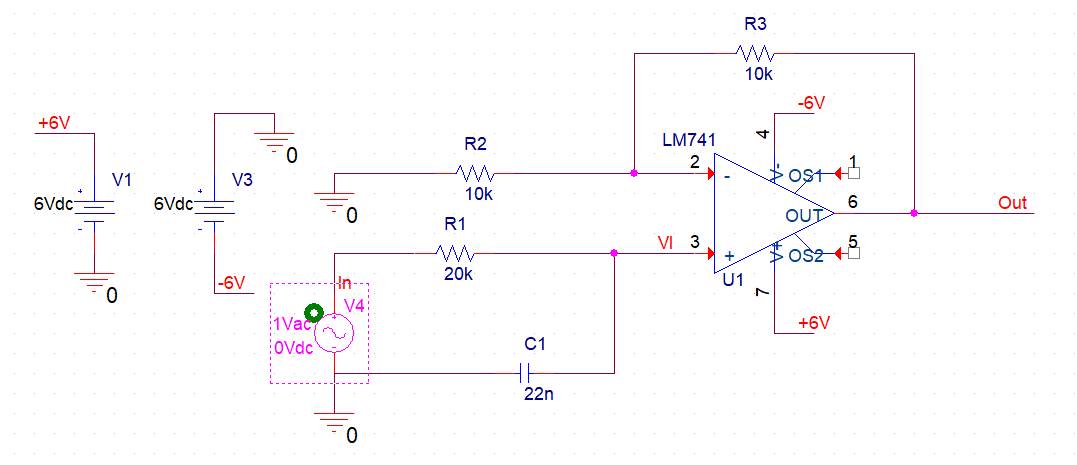 R3
10k
-6V
+6V
LM741
4
0
R2
2
1
V1
V3
-
V-
OS1
6Vdc
6Vdc
10k
6
Out
0
R1
OUT
VI
3
5
+
V+
OS2
20k
U1
0
-6V
In
7
V4
1Vac
+6V
0Vdc
C1
22n
0